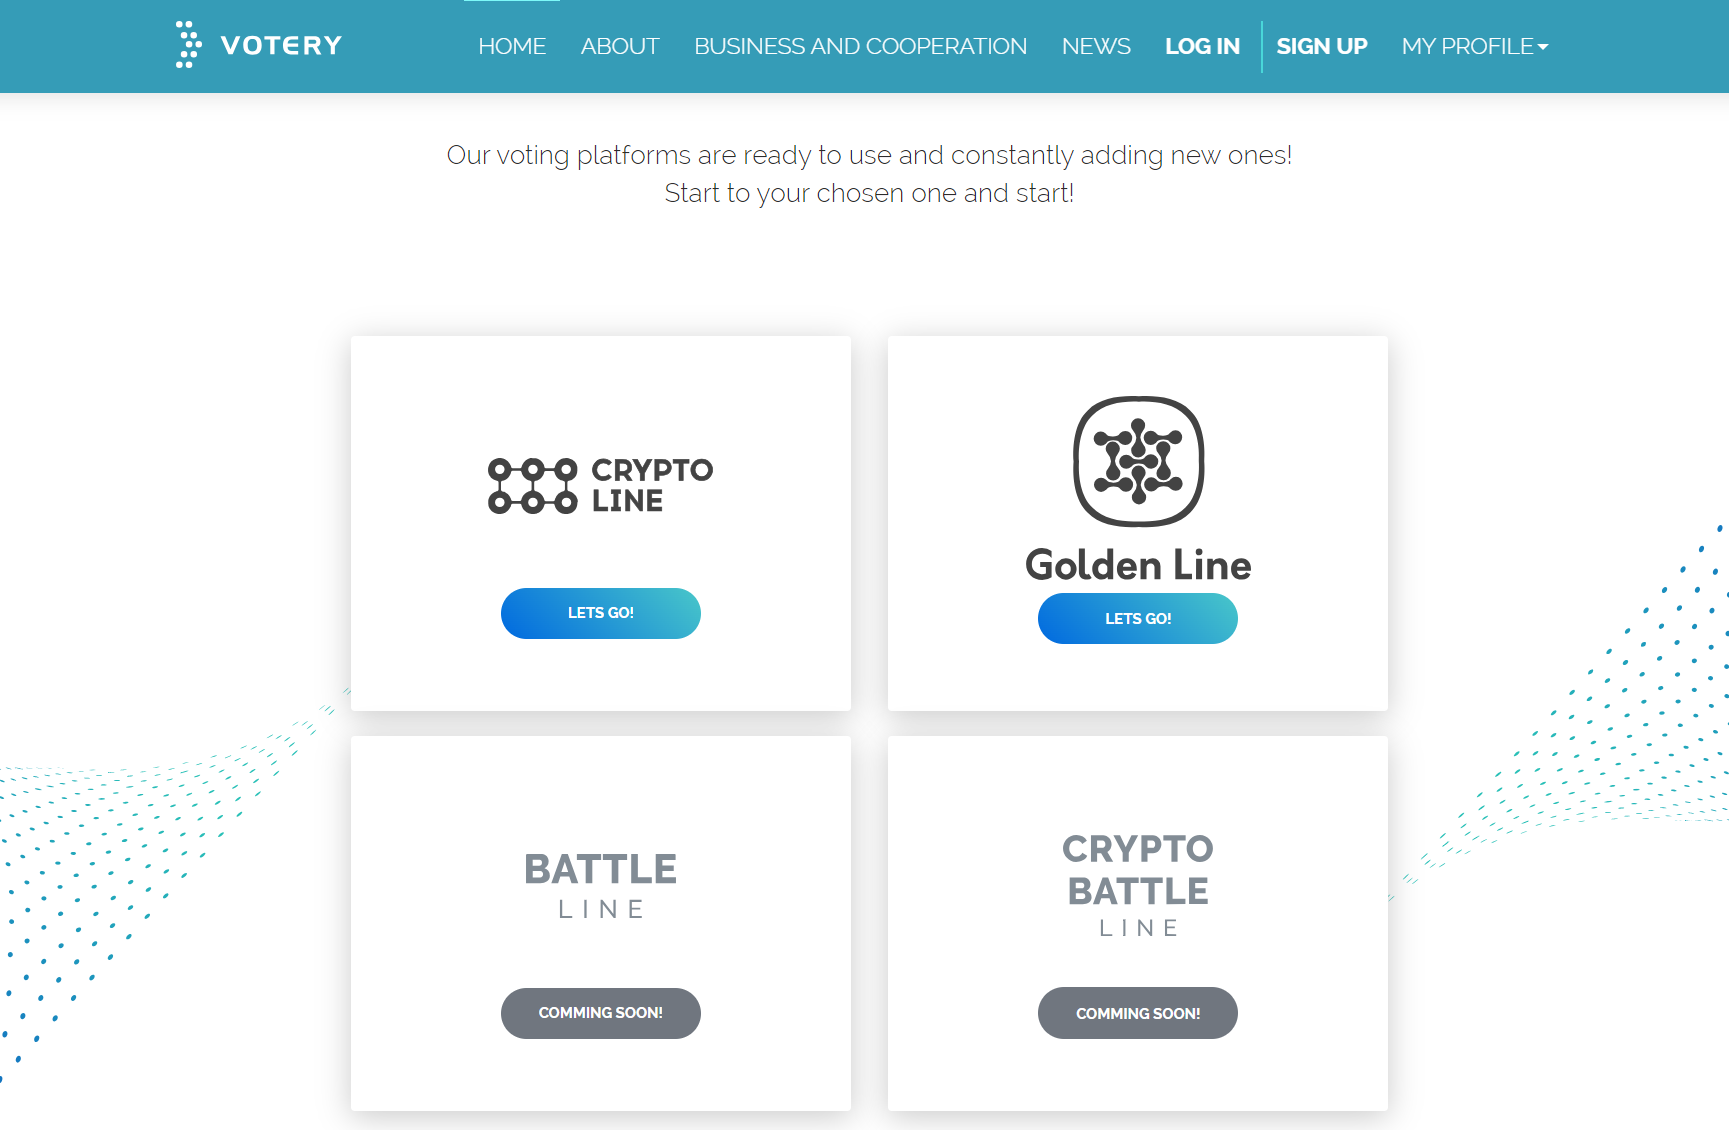 VOTERY
HOME ABOUT BUSINESS AND COOPERATION NEWS LOG IN SIGN UP MY PROFILE
Our voting platforms are ready to use and constantly adding new ones!
Start to your chosen one and start!
CRYPTO
LINE
LETS GO!
Golden Line
LETS GO!
BATTLE
LINE
COMMING SOON!
CRYPTO
BATTLE
LINE
COMMING SOON!